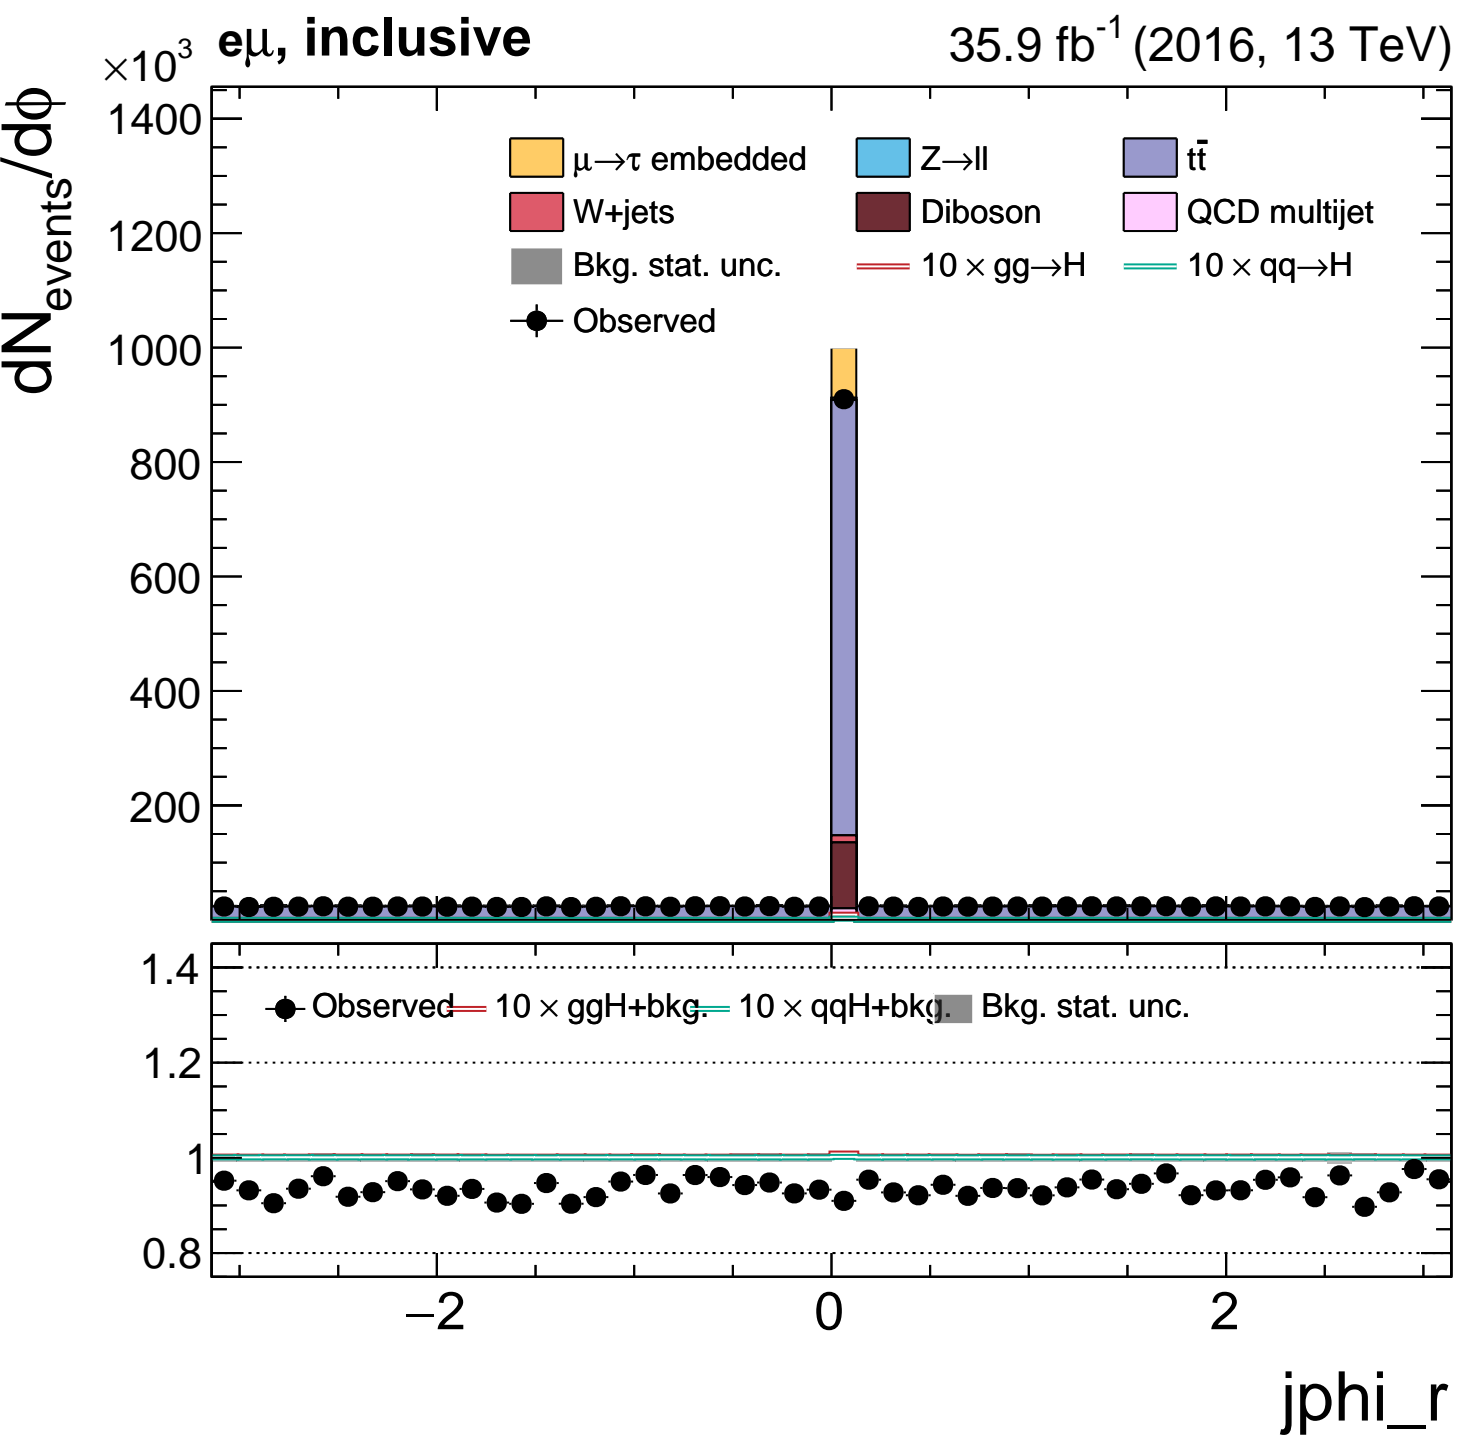 eμ, inclusive 35.9 fb⁻¹ (2016, 13 TeV)
×10³
dN_events/dϕ
1400
1200
1000
800
600
400
200
μ→τ embedded Z→ll tt̄
W+jets Diboson QCD multijet
Bkg. stat. unc. 10 × gg→H 10 × qq→H
Observed
1.4
1.2
1
0.8
Observed 10 × ggH+bkg. 10 × qqH+bkg. Bkg. stat. unc.
−2 0 2
jphi_r